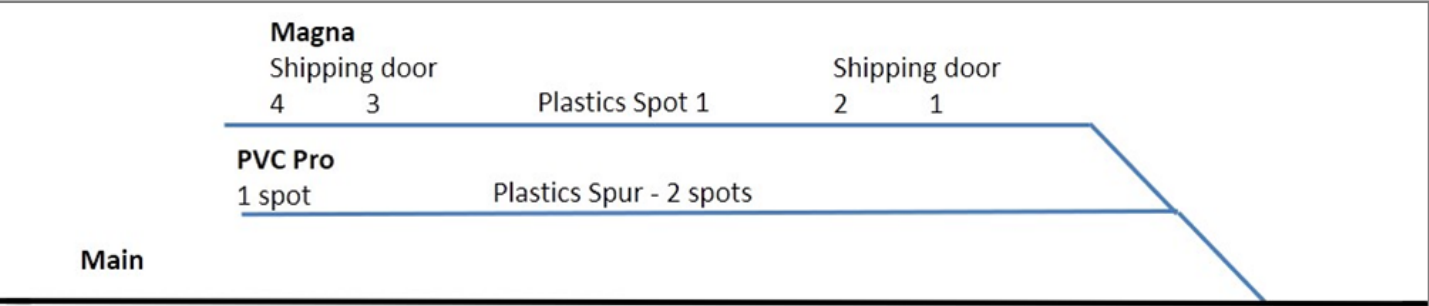 Magna
Shipping door Shipping door
4 3 Plastics Spot 1 2 1
PVC Pro
1 spot Plastics Spur - 2 spots
Main